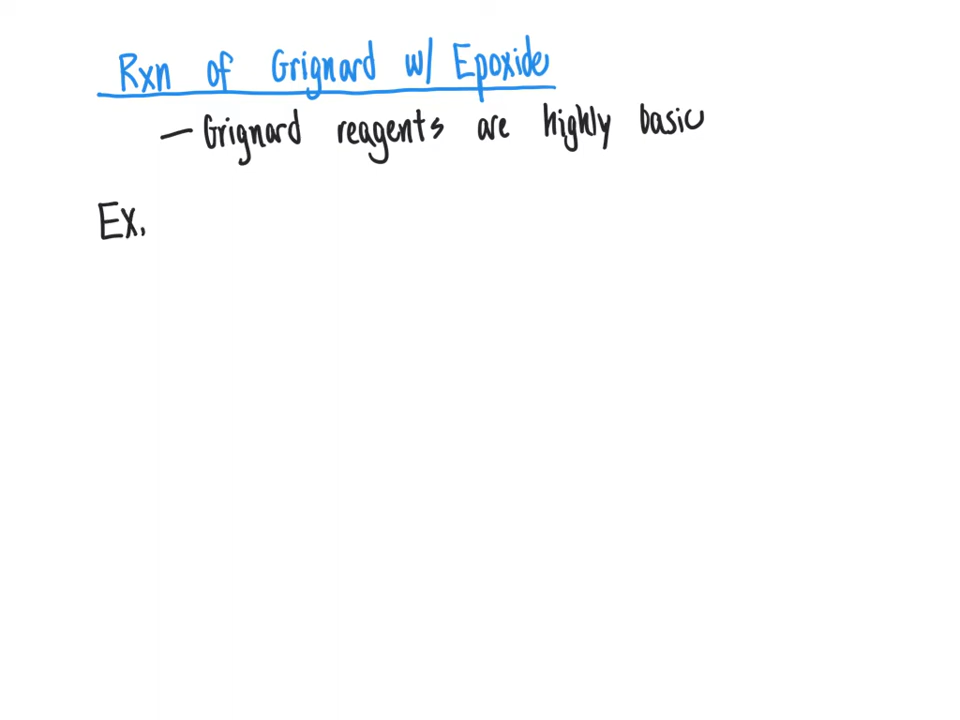 Rxn of Grignard w/ Epoxide
— Grignard reagents are highly basic
Ex.